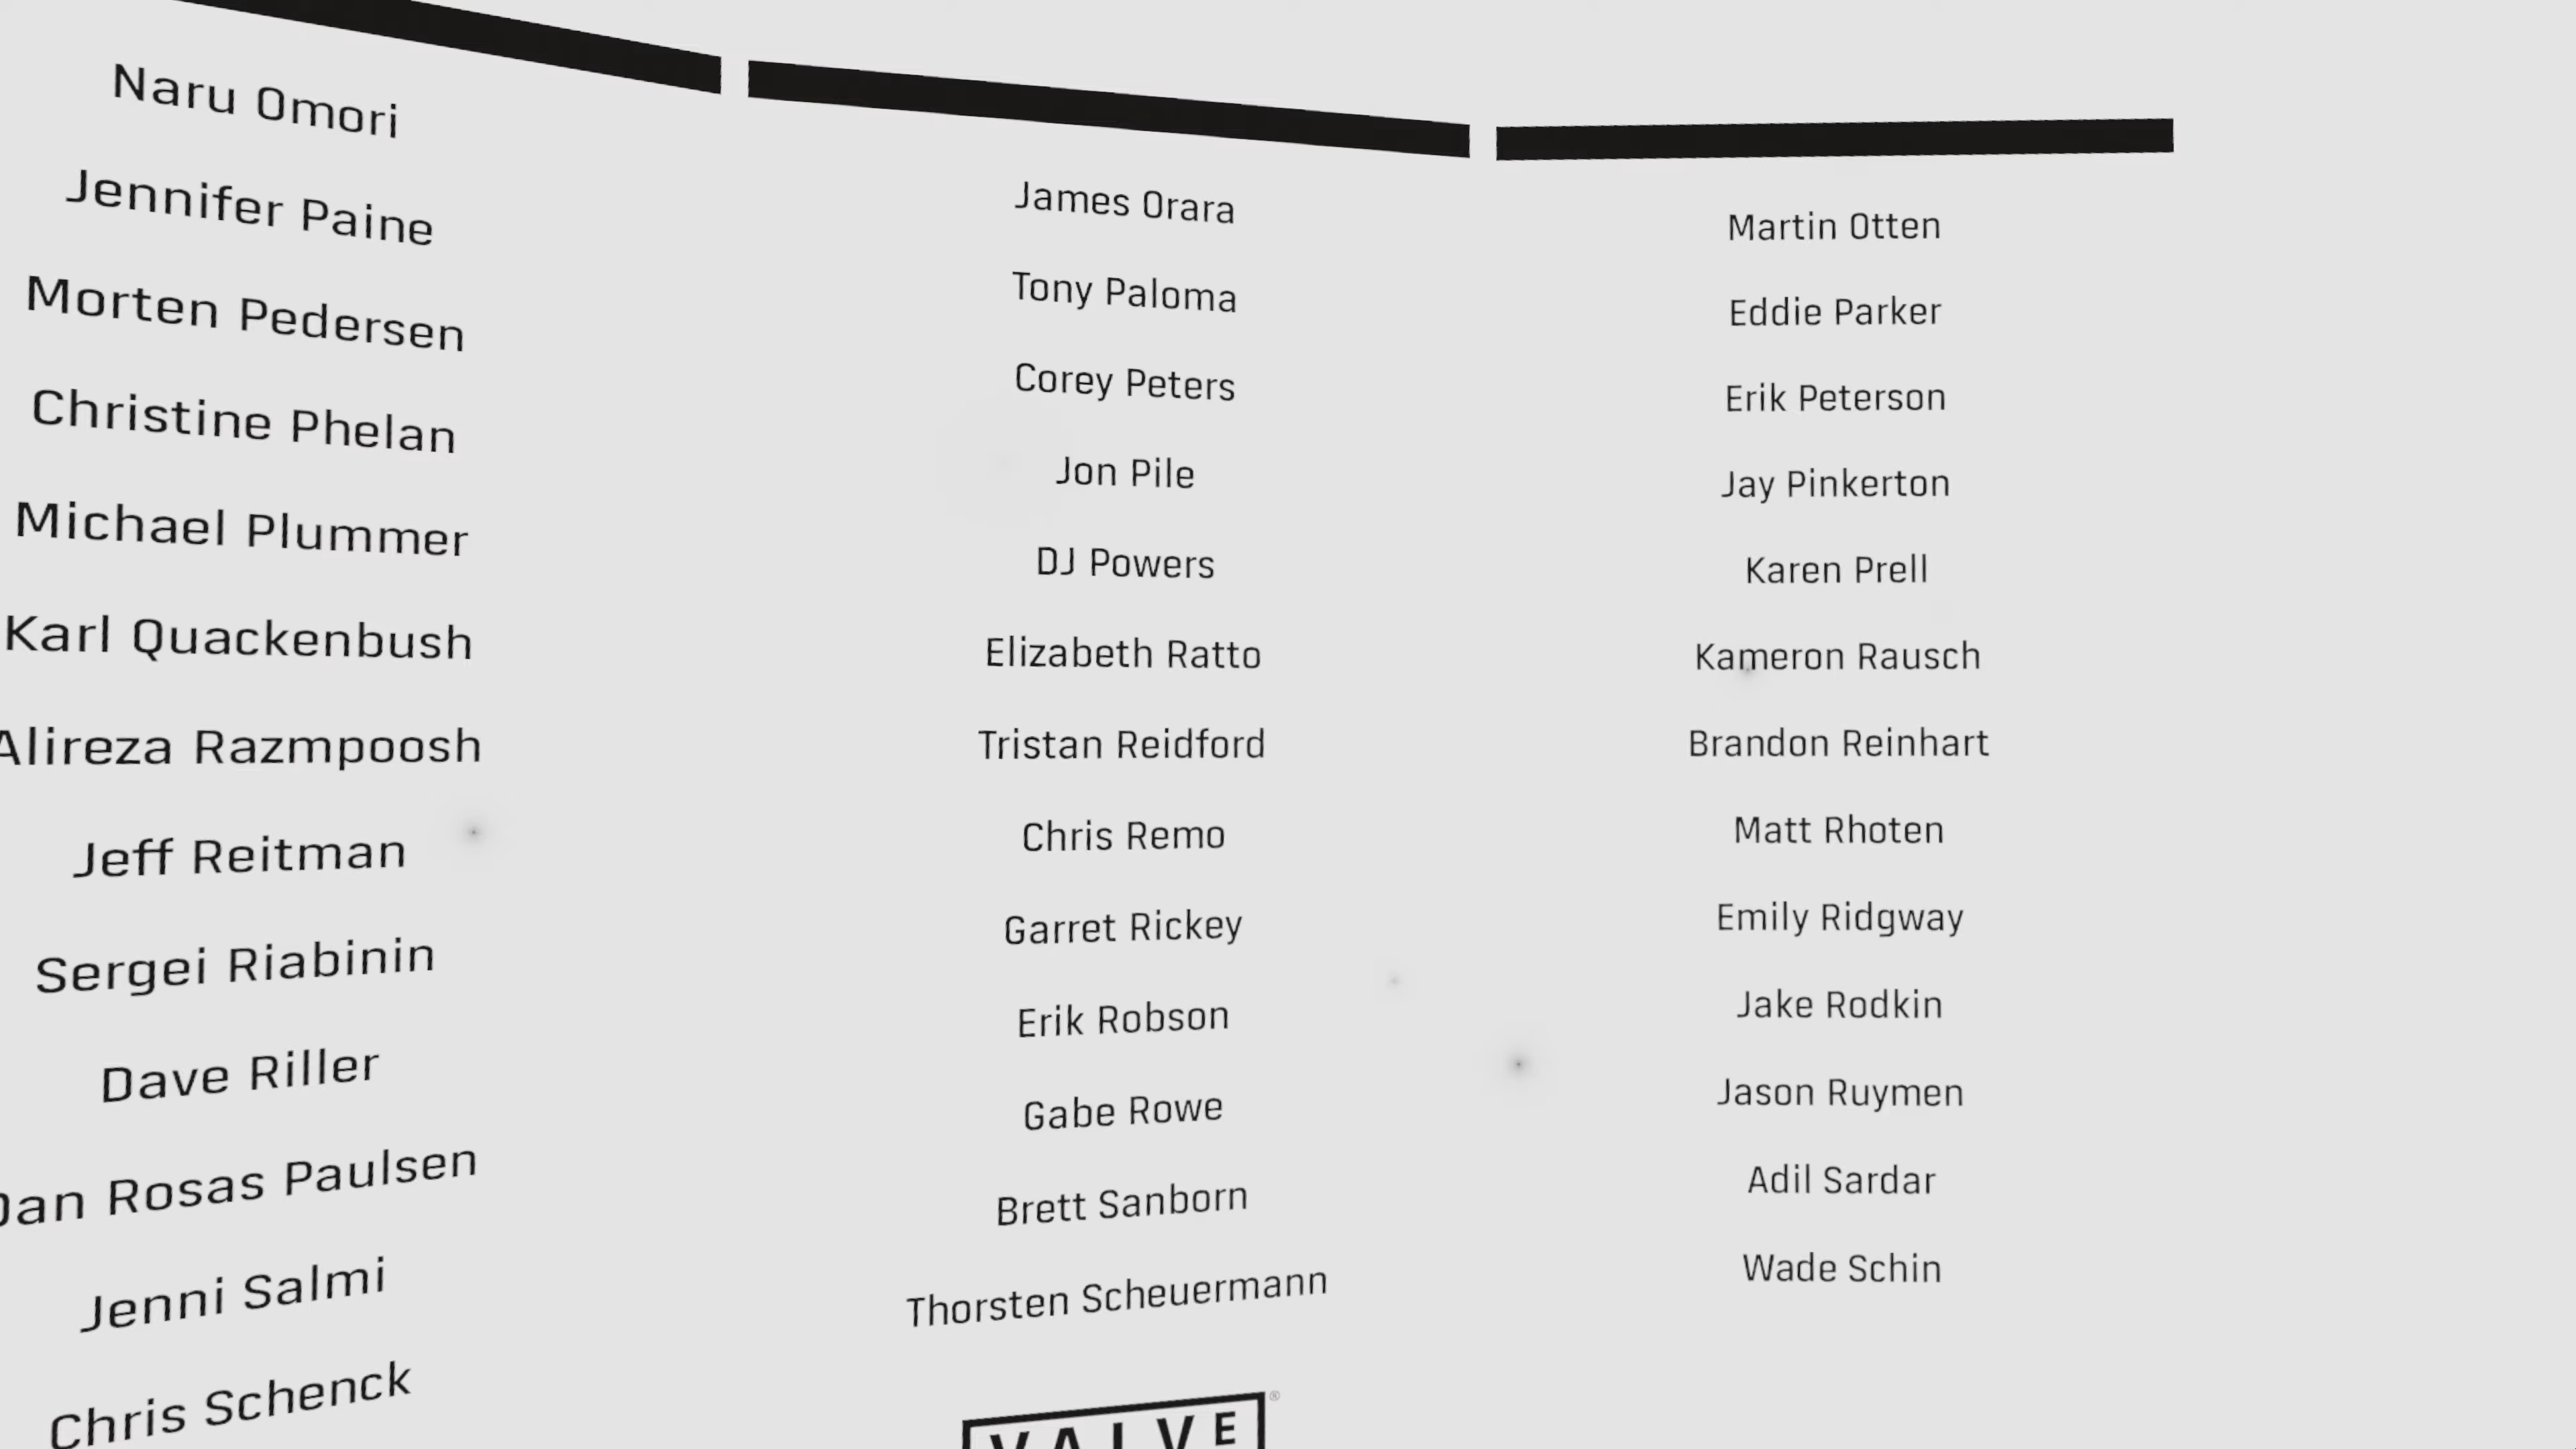 Naru Omori
Jennifer Paine
Morten Pedersen
Christine Phelan
Michael Plummer
Karl Quackenbush
Alireza Razmpoosh
Jeff Reitman
Sergei Riabinin
Dave Riller
Dan Rosas Paulsen
Jenni Salmi
Chris Schenck
James Orara
Tony Paloma
Corey Peters
Jon Pile
DJ Powers
Elizabeth Ratto
Tristan Reidford
Chris Remo
Garret Rickey
Erik Robson
Gabe Rowe
Brett Sanborn
Thorsten Scheuermann
VALVE®
Martin Otten
Eddie Parker
Erik Peterson
Jay Pinkerton
Karen Prell
Kameron Rausch
Brandon Reinhart
Matt Rhoten
Emily Ridgway
Jake Rodkin
Jason Ruymen
Adil Sardar
Wade Schin